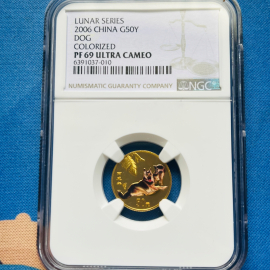 LUNAR SERIES
2006 CHINA G50Y
DOG
COLORIZED
PF 69 ULTRA CAMEO
6391037-010
NUMISMATIC GUARANTY COMPANY
NGC